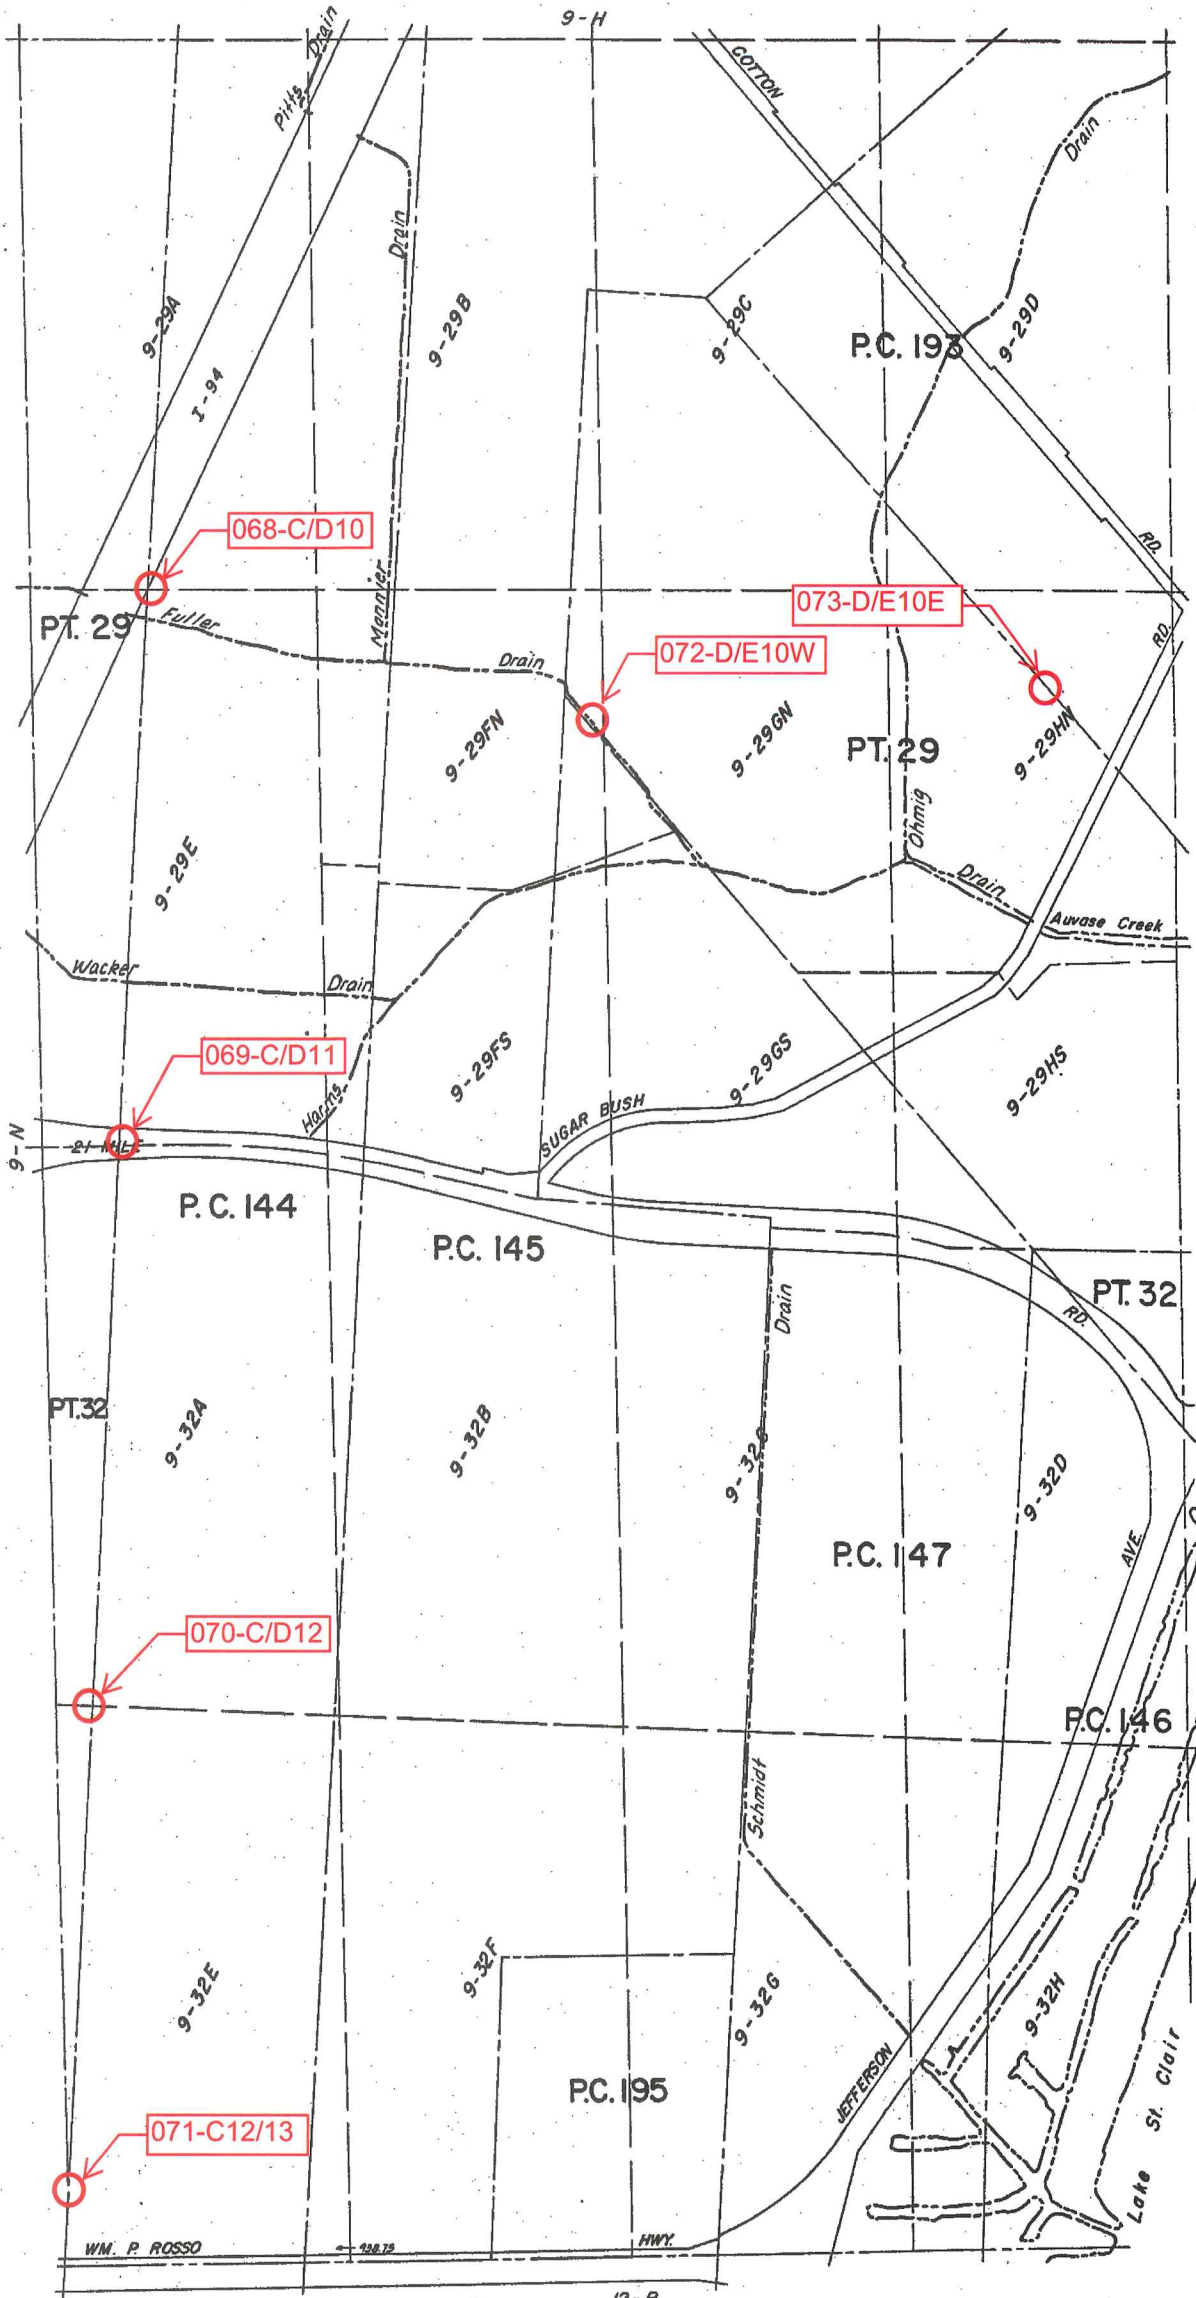 9-H
Pitts Drain
COTTON
Drain
Drain
9-29A
9-29B
9-29C
9-29D
P.C. 193
I-94
068-C/D10
RD.
Mannier
073-D/E10E
PT. 29
Fuller
Drain
072-D/E10W
RD.
9-29FN
9-29GN
PT. 29
9-29HN
Ohmig
9-29E
Drain
Auvase Creek
Wacker
Drain
069-C/D11
9-29FS
9-29GS
9-29HS
Harms
SUGAR BUSH
9-N
21 MILE
P.C. 144
P.C. 145
Drain
PT. 32
RD.
PT.32
9-32A
9-32B
9-32C
9-32D
P.C. 147
AVE.
070-C/D12
P.C. 146
Schmidt
9-32E
9-32F
9-32G
9-32H
P.C. 195
JEFFERSON
Lake St. Clair
071-C12/13
WM. P. ROSSO
HWY.